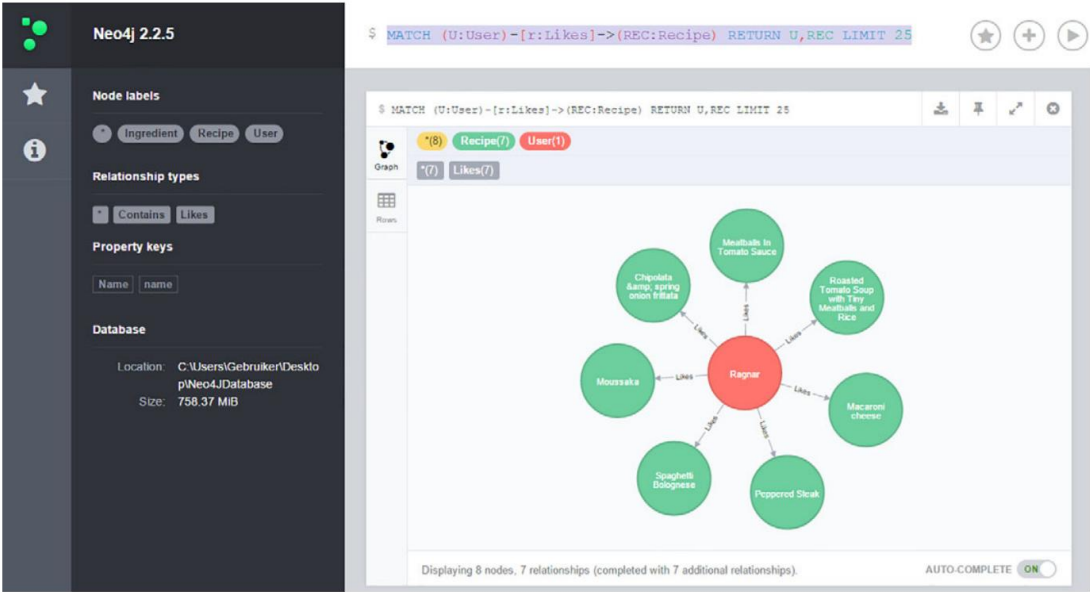 Neo4j 2.2.5
Node labels
* Ingredient Recipe User
Relationship types
* Contains Likes
Property keys
Name name
Database
Location: C:\Users\Gebruiker\Deskto
p\Neo4JDatabase
Size: 758.37 MiB
$ MATCH (U:User)-[r:Likes]->(REC:Recipe) RETURN U,REC LIMIT 25
$ MATCH (U:User)-[r:Likes]->(REC:Recipe) RETURN U,REC LIMIT 25
Graph
Rows
*(8) Recipe(7) User(1)
*(7) Likes(7)
Meatballs In
Tomato Sauce
Chipolata
&amp; spring
onion frittata
Roasted
Tomato Soup
with Tiny
Meatballs and
Rice
Likes
Likes
Likes
Moussaka
Likes
Ragnar
Likes
Macaroni
cheese
Likes
Likes
Spaghetti
Bolognese
Peppered Steak
Displaying 8 nodes, 7 relationships (completed with 7 additional relationships).
AUTO-COMPLETE ON